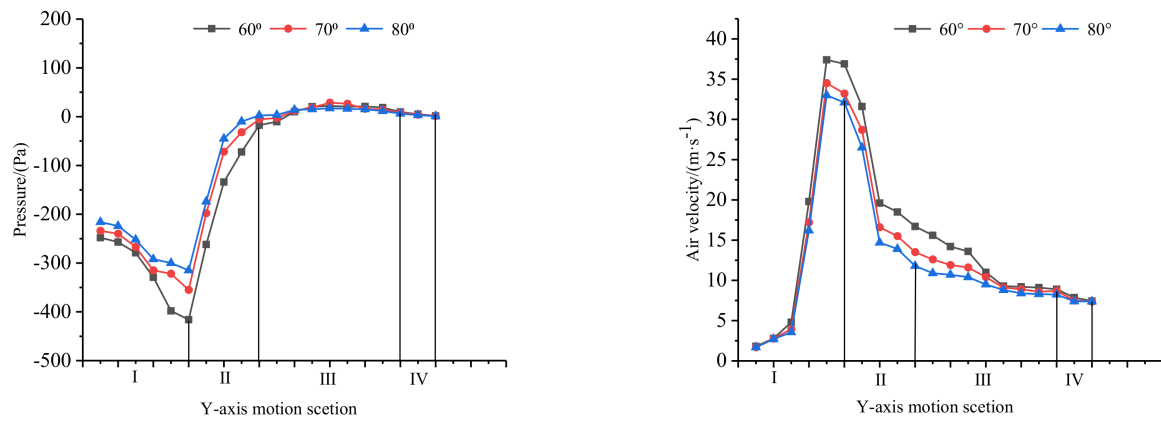 60º 70º 80º
200
100
0
-100
-200
-300
-400
-500
Pressure/(Pa)
I II III IV
Y-axis motion scetion
60° 70° 80°
40
35
30
25
20
15
10
5
0
Air velocity/(m·s⁻¹)
I II III IV
Y-axis motion scetion